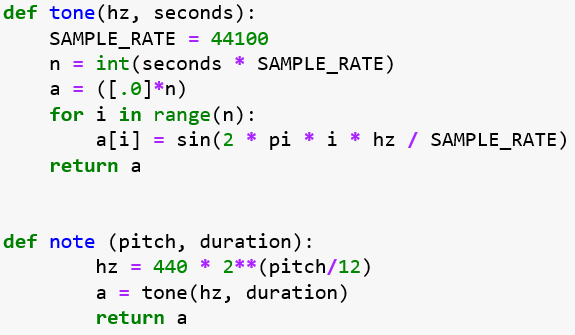 def tone(hz, seconds):
    SAMPLE_RATE = 44100
    n = int(seconds * SAMPLE_RATE)
    a = ([.0]*n)
    for i in range(n):
        a[i] = sin(2 * pi * i * hz / SAMPLE_RATE)
    return a

def note (pitch, duration):
        hz = 440 * 2**(pitch/12)
        a = tone(hz, duration)
        return a